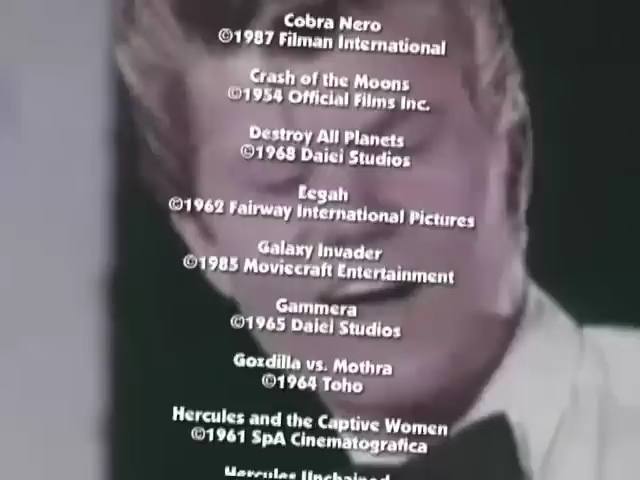 Cobra Nero
©1987 Filman International
Crash of the Moons
©1954 Official Films Inc.
Destroy All Planets
©1968 Daiei Studios
Eegah
©1962 Fairway International Pictures
Galaxy Invader
©1985 Moviecraft Entertainment
Gammera
©1965 Daiei Studios
Gozdilla vs. Mothra
©1964 Toho
Hercules and the Captive Women
©1961 SpA Cinematografica
Hercules Unchained